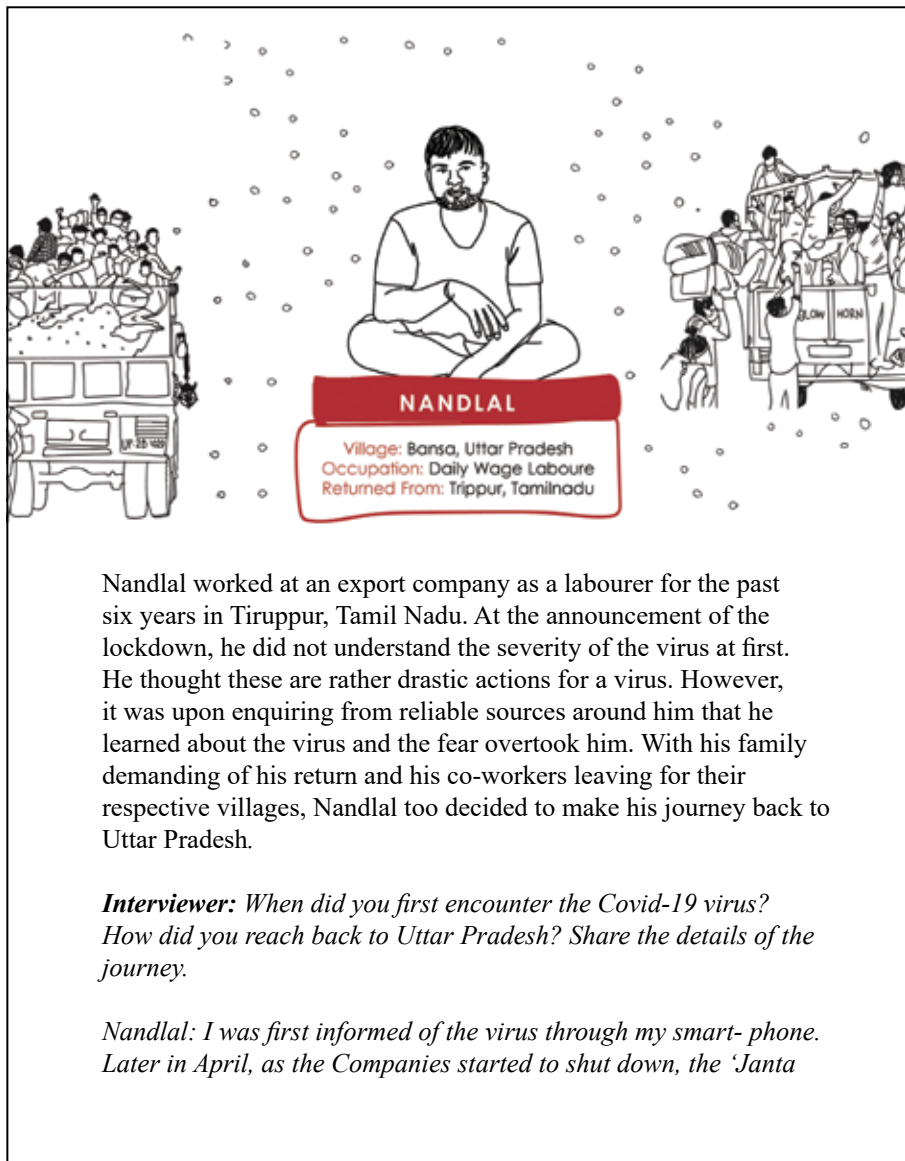 SLOW HORN
NANDLAL
Village: Bansa, Uttar Pradesh
Occupation: Daily Wage Laboure
Returned From: Trippur, Tamilnadu
Nandlal worked at an export company as a labourer for the past
six years in Tiruppur, Tamil Nadu. At the announcement of the
lockdown, he did not understand the severity of the virus at first.
He thought these are rather drastic actions for a virus. However,
it was upon enquiring from reliable sources around him that he
learned about the virus and the fear overtook him. With his family
demanding of his return and his co-workers leaving for their
respective villages, Nandlal too decided to make his journey back to
Uttar Pradesh.
Interviewer: When did you first encounter the Covid-19 virus?
How did you reach back to Uttar Pradesh? Share the details of the
journey.
Nandlal: I was first informed of the virus through my smart- phone.
Later in April, as the Companies started to shut down, the ‘Janta